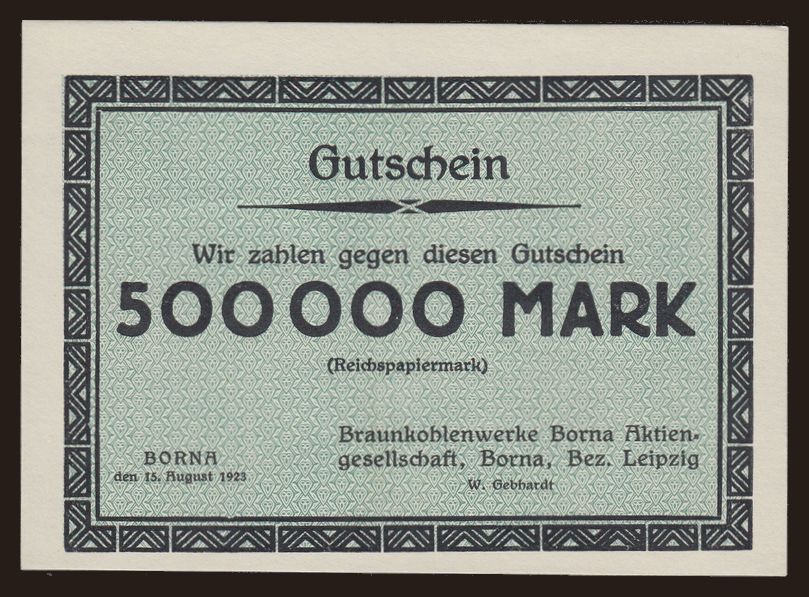 Gutschein
Wir zahlen gegen diesen Gutschein
500000 MARK
(Reichspapiermark)
BORNA
den 15. August 1923
Braunkohlenwerke Borna Aktien-
gesellschaft, Borna, Bez. Leipzig
W. Gebhardt